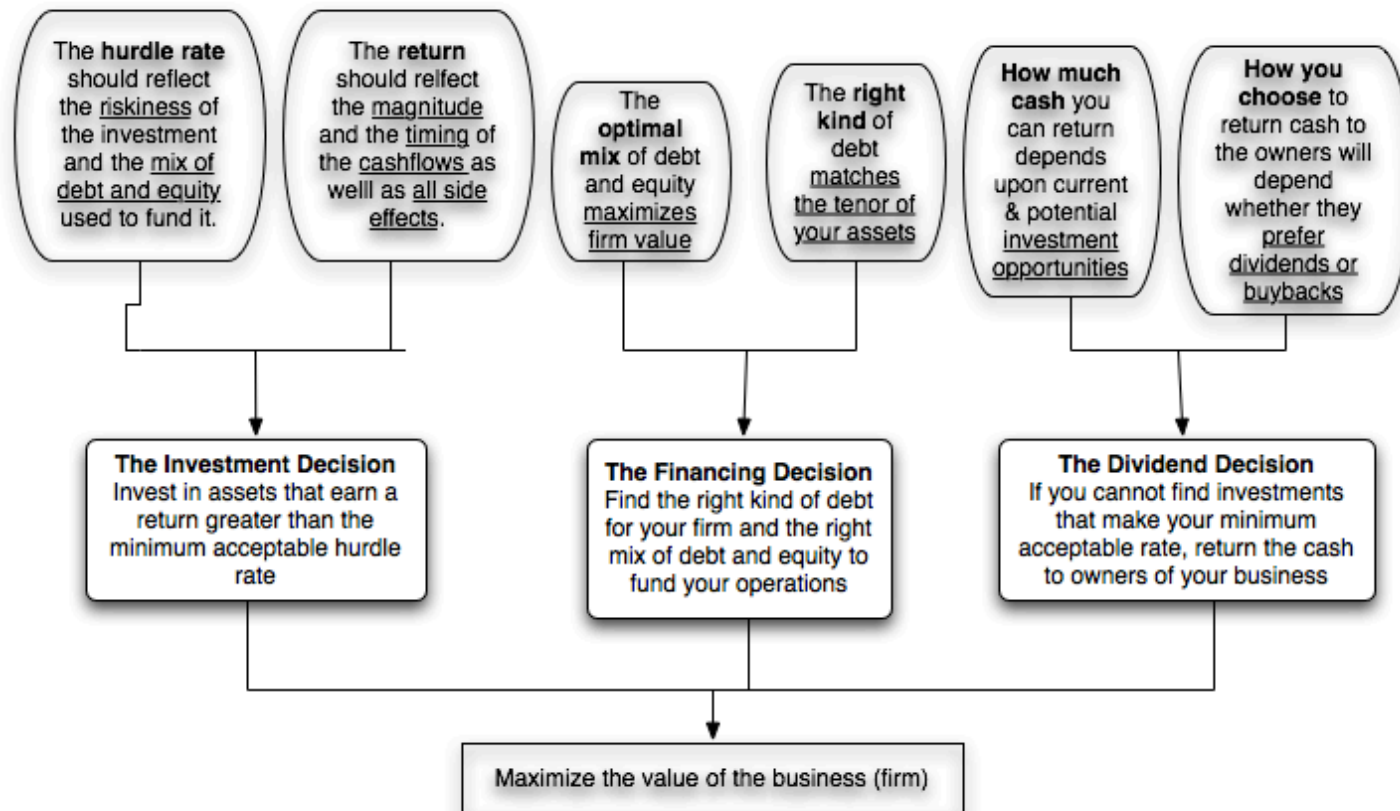 The hurdle rate
should reflect
the riskiness of
the investment
and the mix of
debt and equity
used to fund it.
The return
should relfect
the magnitude
and the timing of
the cashflows as
welll as all side
effects.
The
optimal
mix of debt
and equity
maximizes
firm value
The right
kind of
debt
matches
the tenor of
your assets
How much
cash you
can return
depends
upon current
& potential
investment
opportunities
How you
choose to
return cash to
the owners will
depend
whether they
prefer
dividends or
buybacks
The Investment Decision
Invest in assets that earn a
return greater than the
minimum acceptable hurdle
rate
The Financing Decision
Find the right kind of debt
for your firm and the right
mix of debt and equity to
fund your operations
The Dividend Decision
If you cannot find investments
that make your minimum
acceptable rate, return the cash
to owners of your business
Maximize the value of the business (firm)